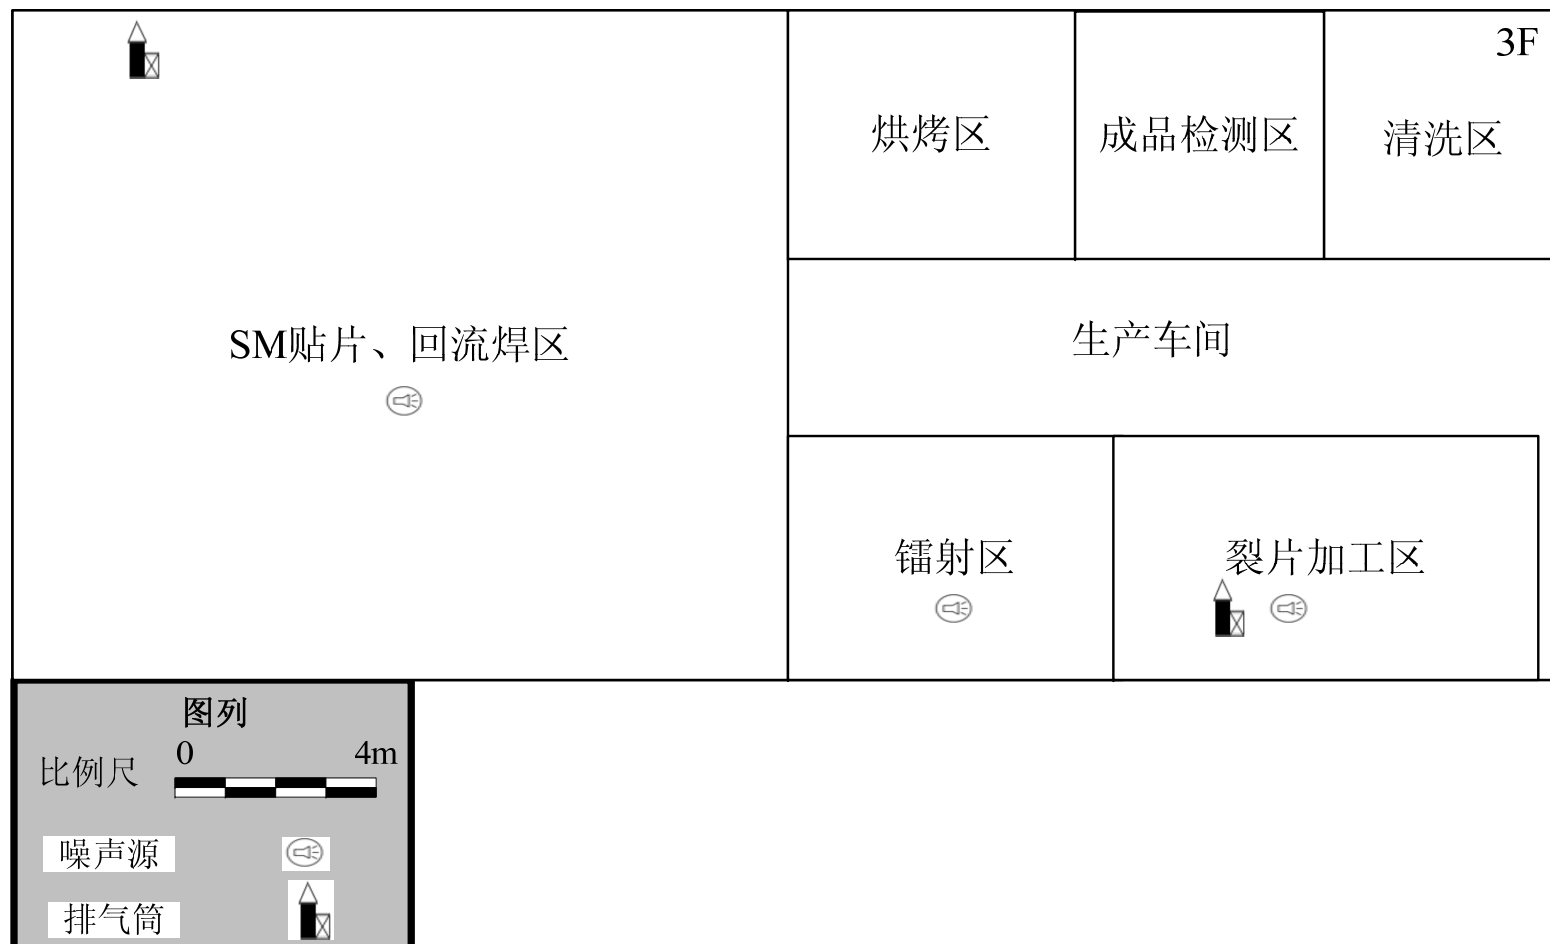 3F
烘烤区
成品检测区
清洗区
SM贴片、回流焊区
生产车间
镭射区
裂片加工区
图列
比例尺 0 4m
噪声源
排气筒